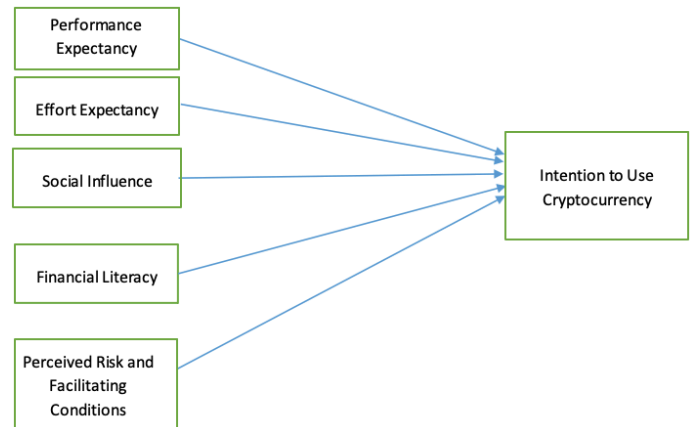 Performance
Expectancy
Effort Expectancy
Social Influence
Financial Literacy
Perceived Risk and
Facilitating
Conditions
Intention to Use
Cryptocurrency